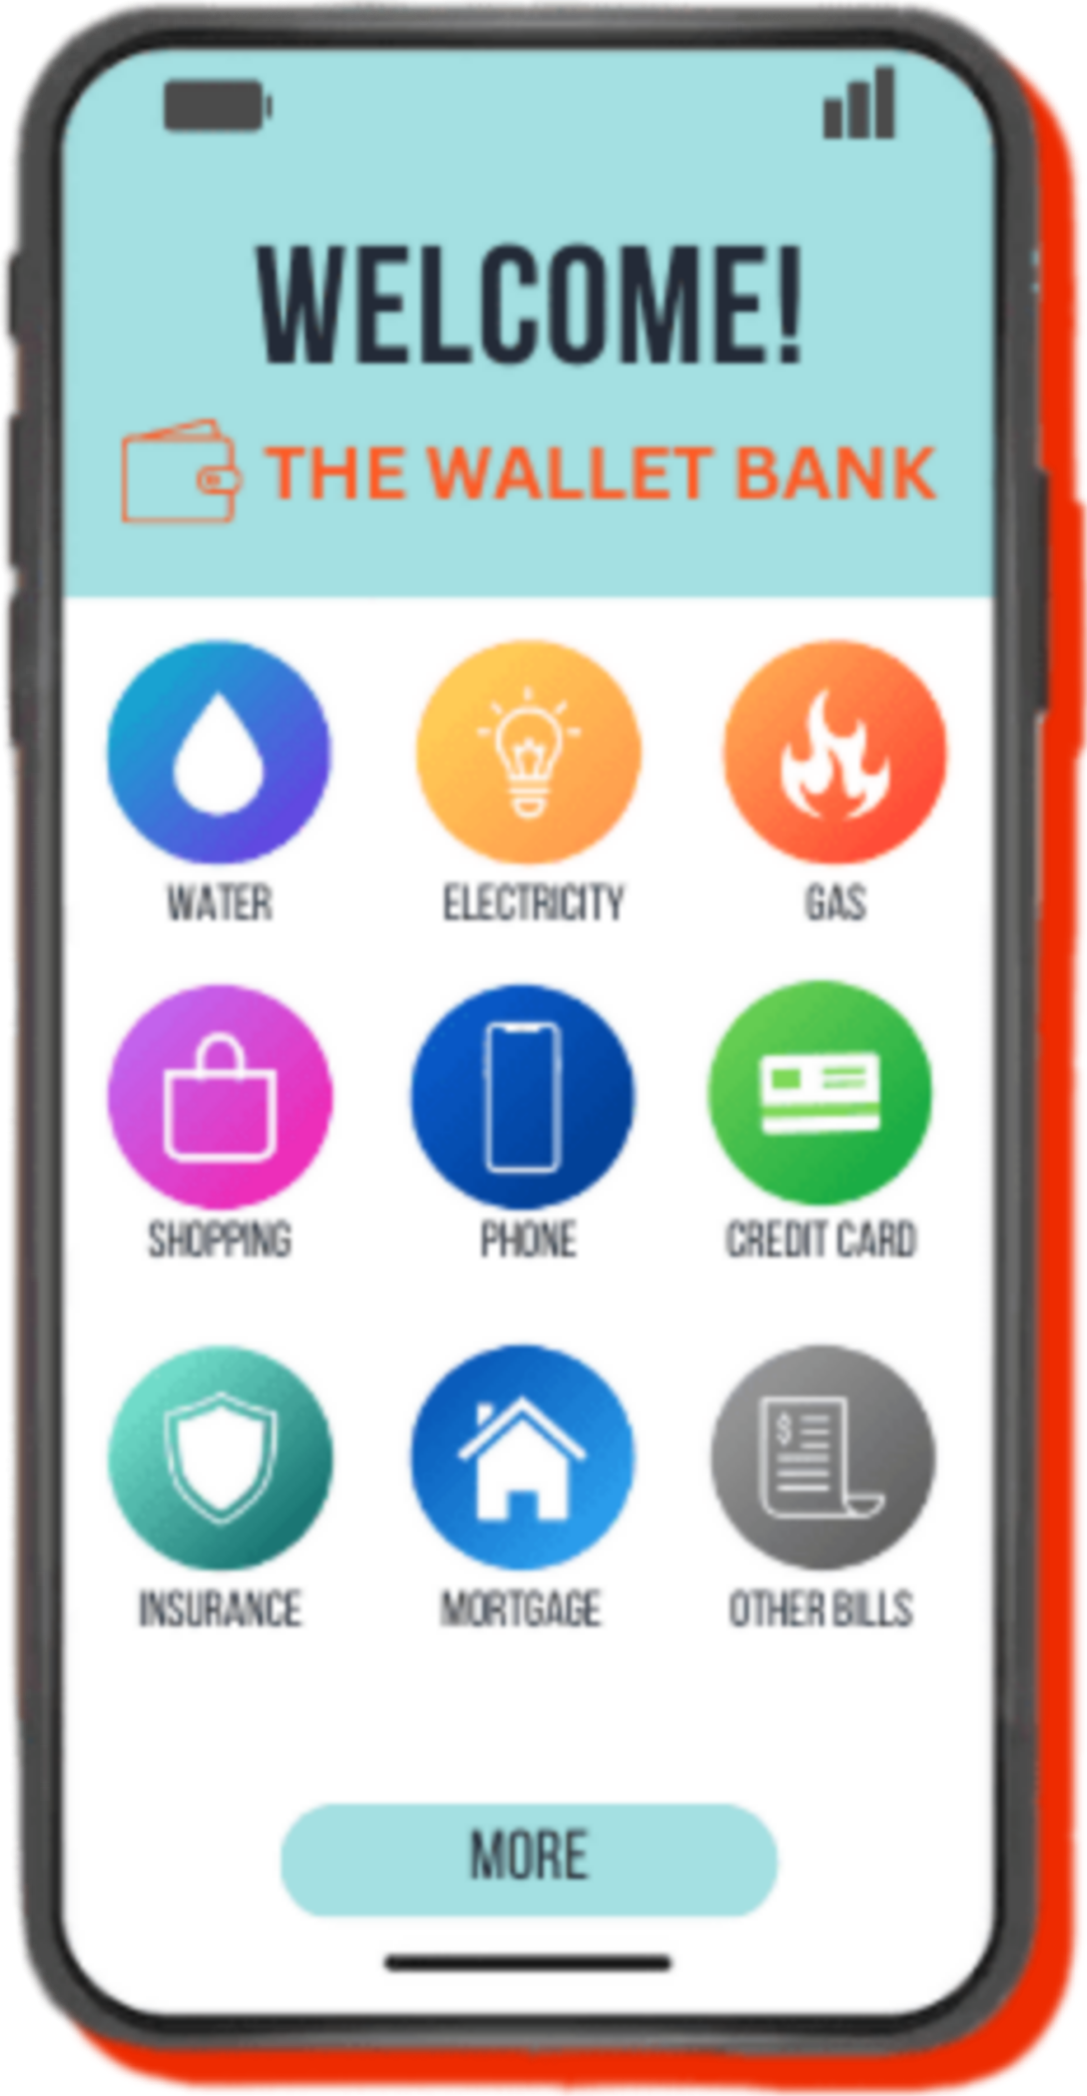 WELCOME!
THE WALLET BANK
WATER ELECTRICITY GAS
SHOPPING PHONE CREDIT CARD
$
INSURANCE MORTGAGE OTHER BILLS
MORE